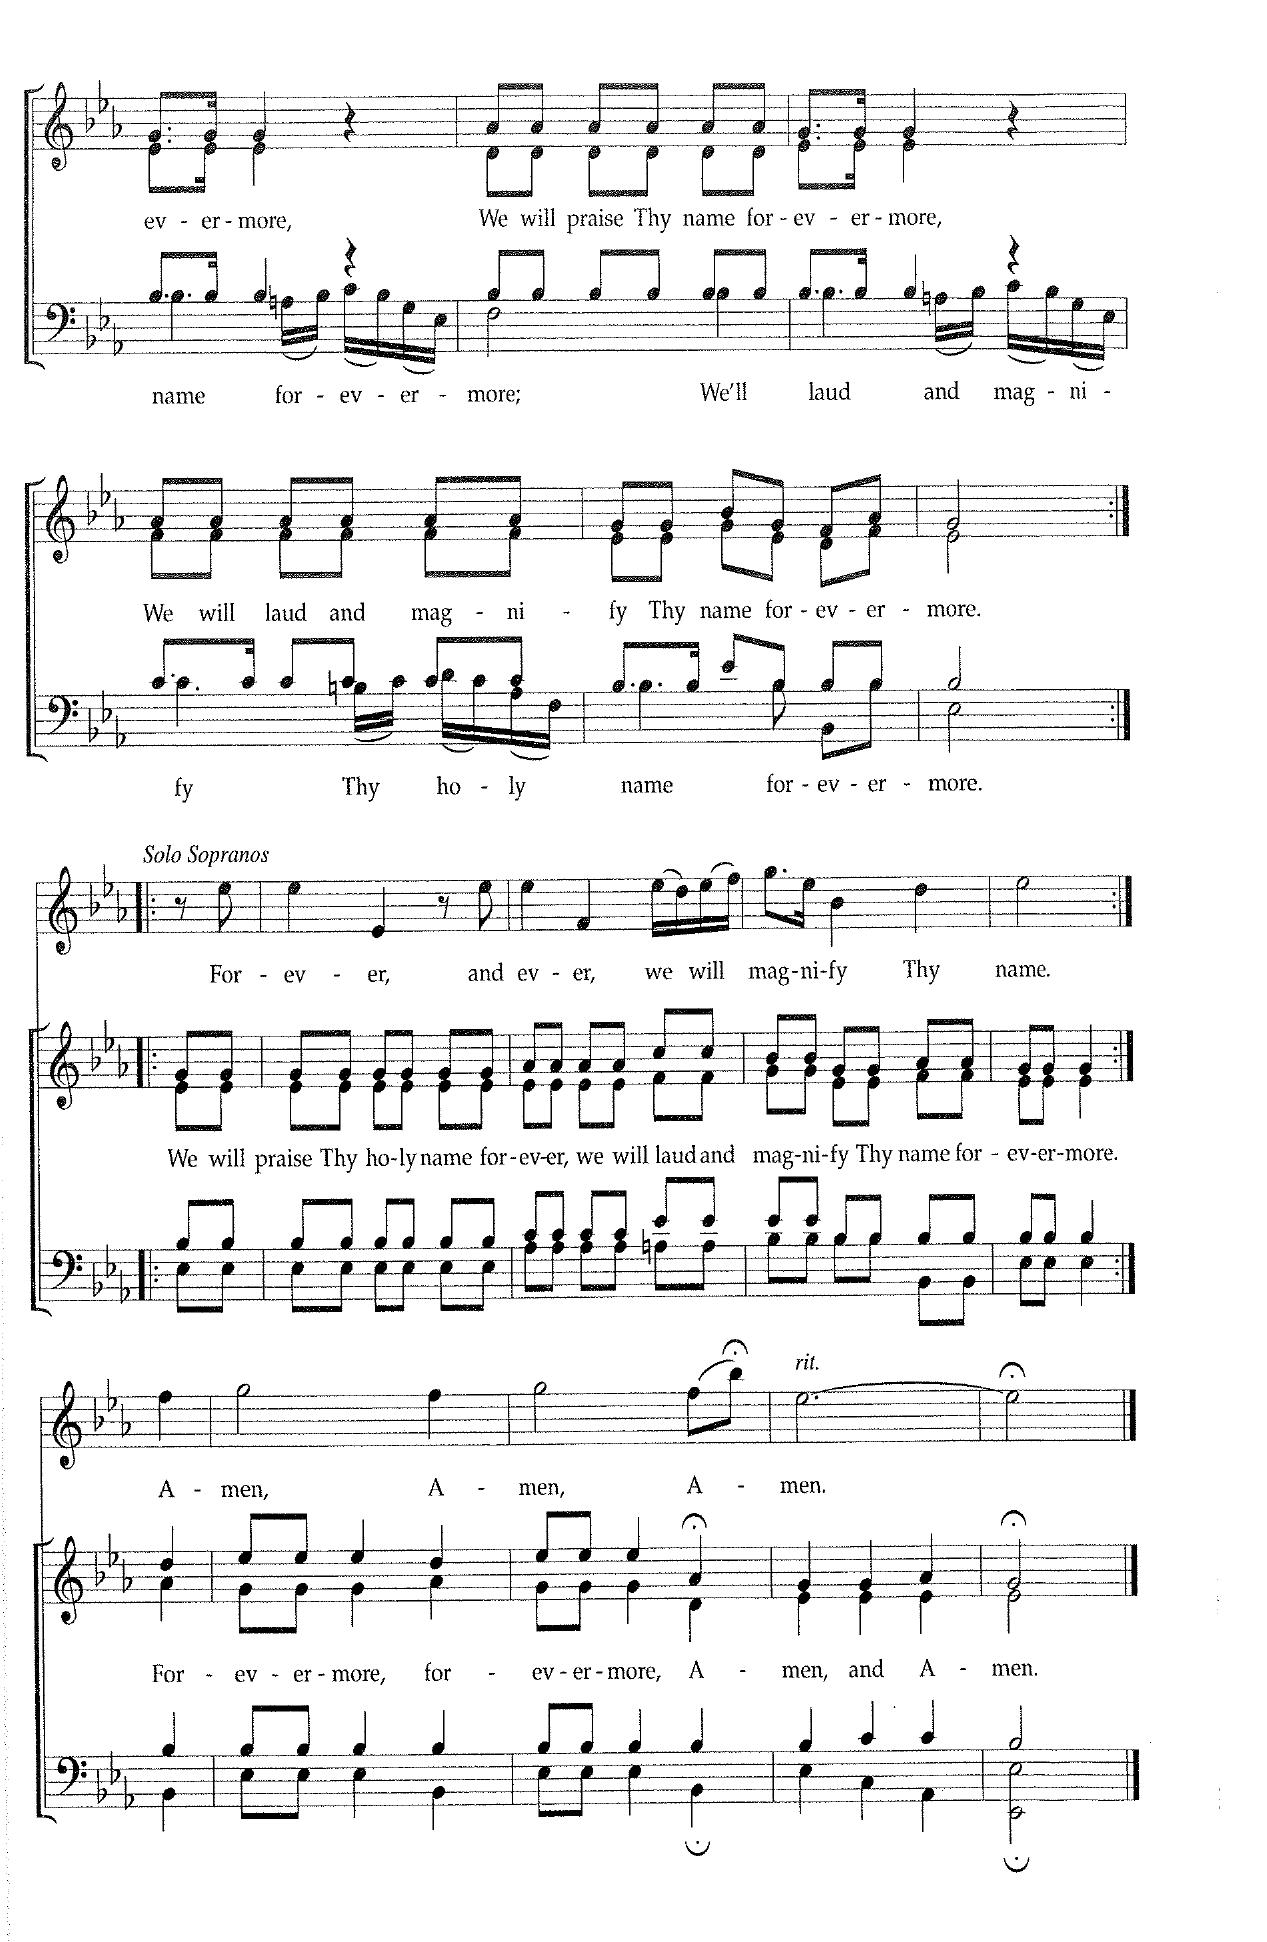 ev - er - more, We will praise Thy name for - ev - er - more,
name for - ev - er - more; We'll laud and mag - ni -
We will laud and mag - ni - fy Thy name for - ev - er - more.
fy Thy ho - ly name for - ev - er - more.
Solo Sopranos
For - ev - er, and ev - er, we will mag-ni-fy Thy name.
We will praise Thy ho-ly name for-ev-er, we will laud and mag-ni-fy Thy name for - ev-er-more.
rit.
A - men, A - men, A - men.
For - ev - er - more, for - ev - er - more, A - men, and A - men.